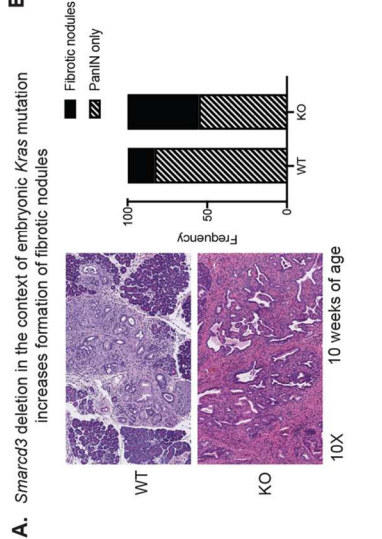 A. Smarcd3 deletion in the context of embryonic Kras mutation
increases formation of fibrotic nodules
WT
KO
10X
10 weeks of age
Frequency
100
50
0
WT
KO
Fibrotic nodules
PanIN only